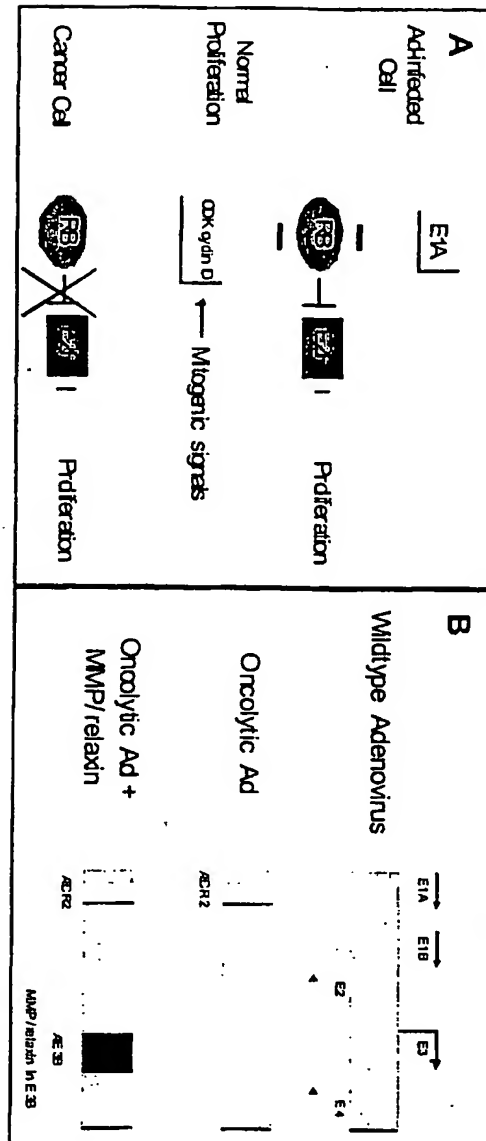 A
Ad-infected
Cell
E1A
Normal
Proliferation
RB
Proliferation
CDK cyclin D
Mitogenic signals
Cancer Cell
RB
Proliferation
B
Wildtype Adenovirus
E1A
E1B
E3
E2
E4
Oncolytic Ad
ΔCR2
Oncolytic Ad +
MMP/relaxin
ΔCR2
ΔE3B
MMP/relaxin in E3B